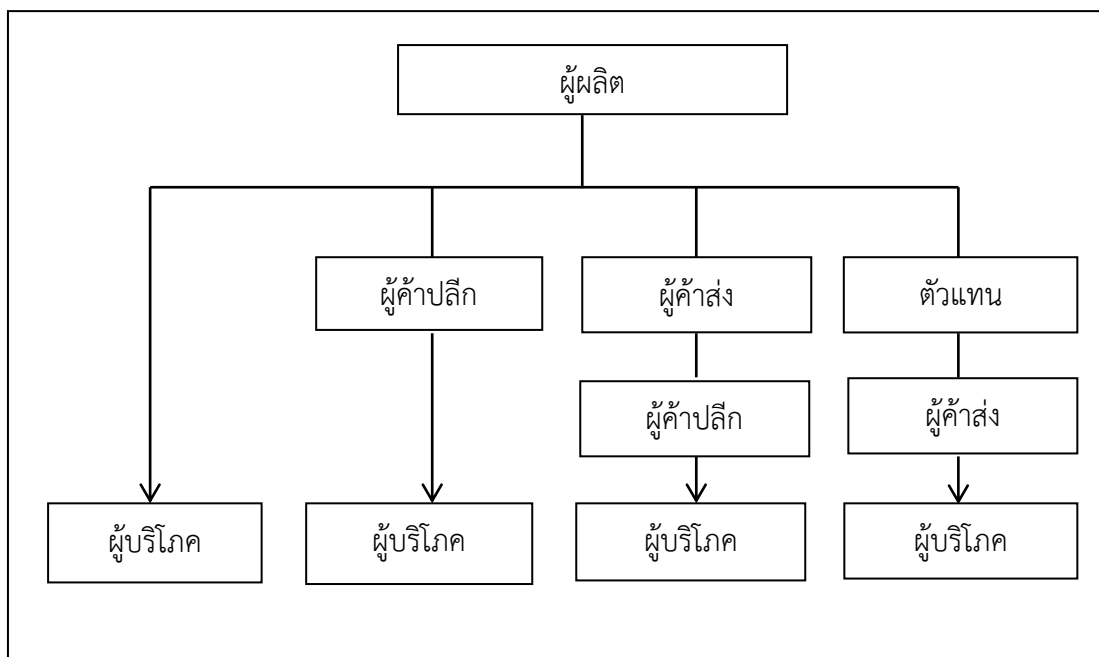 ผู้ผลิต
ผู้ค้าปลีก
ผู้ค้าส่ง
ตัวแทน
ผู้ค้าปลีก
ผู้ค้าส่ง
ผู้บริโภค
ผู้บริโภค
ผู้บริโภค
ผู้บริโภค